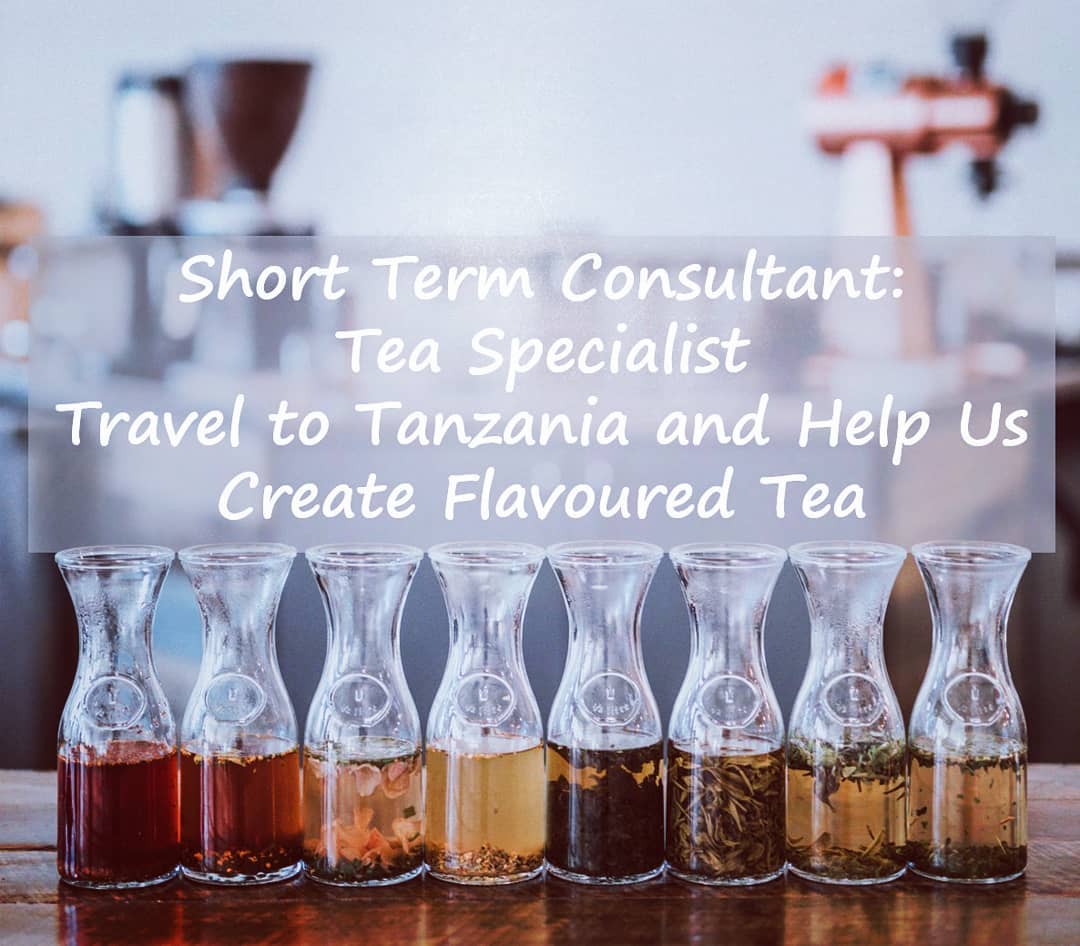 Short Term Consultant:
Tea Specialist
Travel to Tanzania and Help Us
Create Flavoured Tea